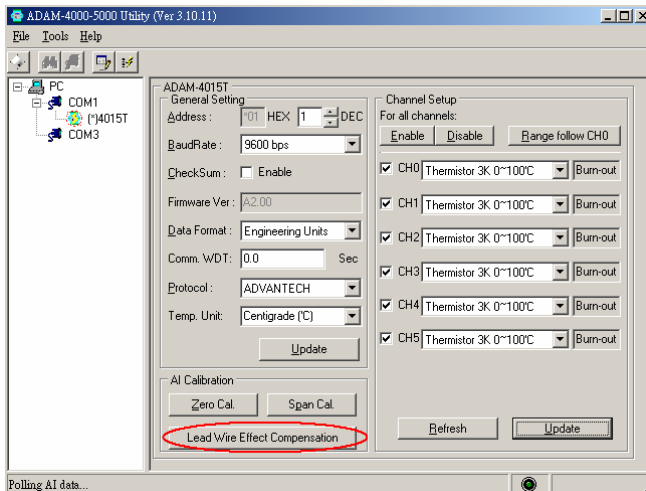 ADAM-4000-5000 Utility (Ver 3.10.11)
File Tools Help
PC
COM1
(*)4015T
COM3
ADAM-4015T
General Setting
Address : *01 HEX 1 DEC
BaudRate : 9600 bps
CheckSum : Enable
Firmware Ver : A2.00
Data Format : Engineering Units
Comm. WDT: 0.0 Sec
Protocol : ADVANTECH
Temp. Unit: Centigrade (°C)
Update
AI Calibration
Zero Cal. Span Cal.
Lead Wire Effect Compensation
Channel Setup
For all channels:
Enable Disable Range follow CH0
CH0 Thermistor 3K 0~100°C Burn-out
CH1 Thermistor 3K 0~100°C Burn-out
CH2 Thermistor 3K 0~100°C Burn-out
CH3 Thermistor 3K 0~100°C Burn-out
CH4 Thermistor 3K 0~100°C Burn-out
CH5 Thermistor 3K 0~100°C Burn-out
Refresh Update
Polling AI data...